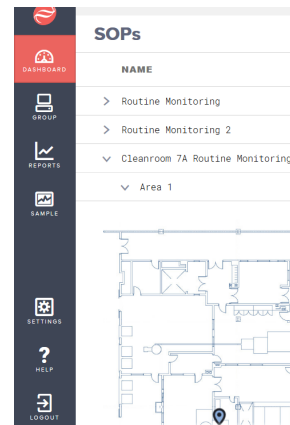 SOPs
DASHBOARD
NAME
GROUP
Routine Monitoring
Routine Monitoring 2
REPORTS
Cleanroom 7A Routine Monitoring
Area 1
SAMPLE
SETTINGS
?
HELP
LOGOUT